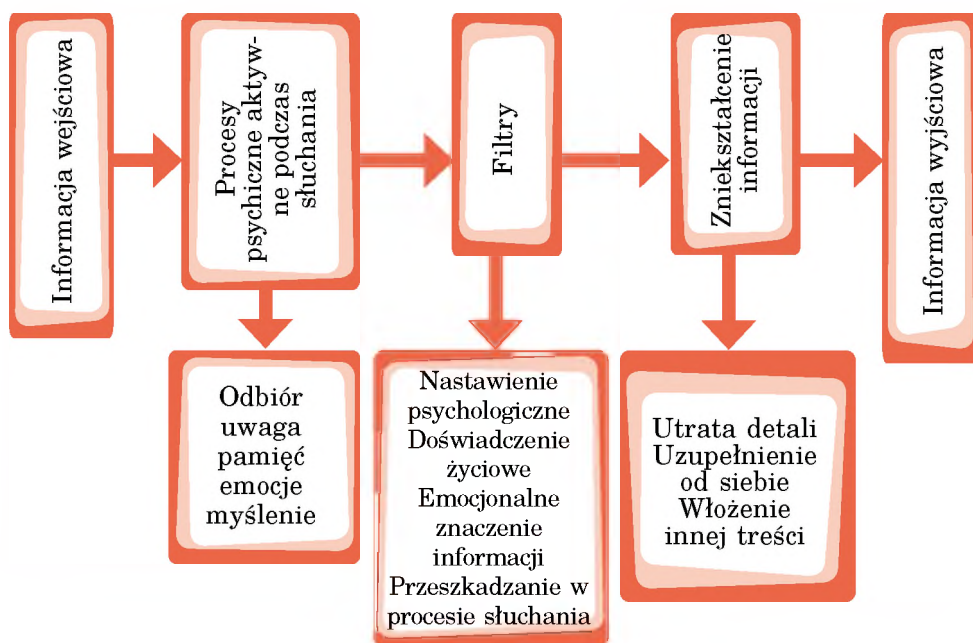 Informacja wejściowa
Procesy
psychiczne aktyw-
ne podczas
słuchania
Filtry
Zniekształcenie
informacji
Informacja wyjściowa
Odbiór
uwaga
pamięć
emocje
myślenie
Nastawienie
psychologiczne
Doświadczenie
życiowe
Emocjonalne
znaczenie
informacji
Przeszkadzanie w
procesie słuchania
Utrata detali
Uzupełnienie
od siebie
Włożenie
innej treści